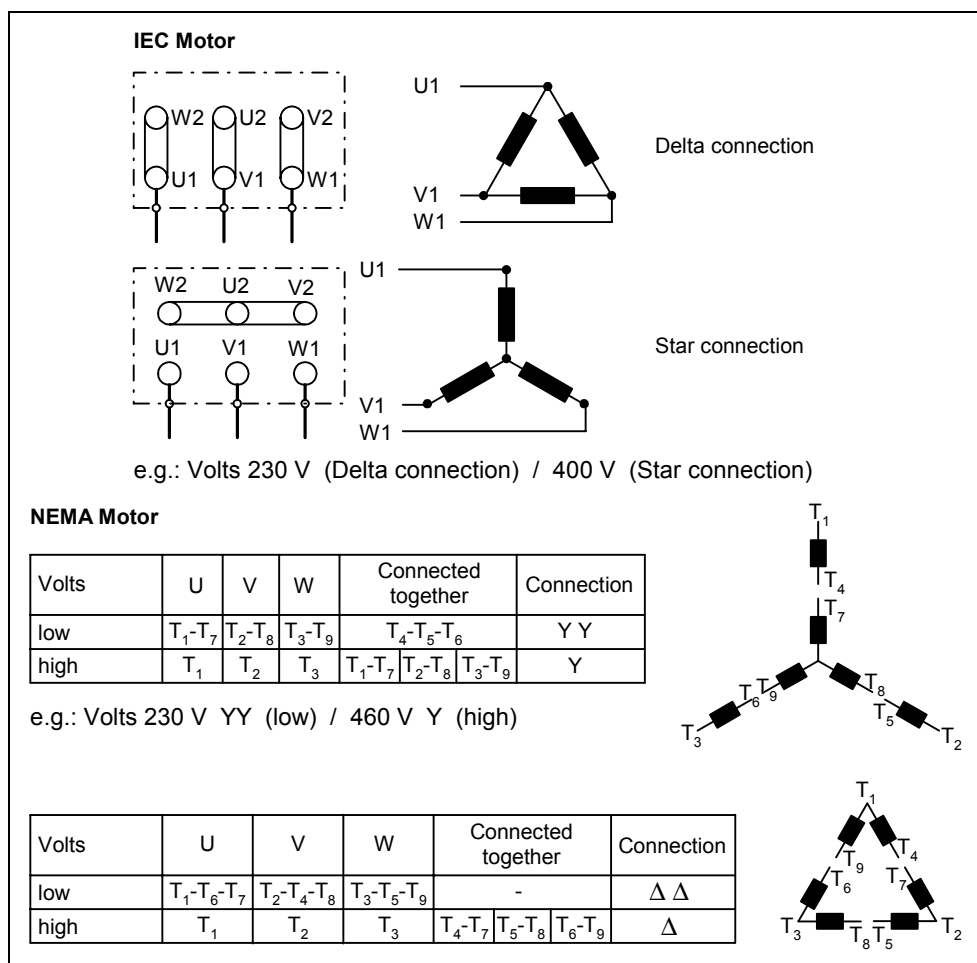 IEC Motor
W2 U2 V2
U1 V1 W1
U1
V1
W1
Delta connection
W2 U2 V2
U1 V1 W1
U1
V1
W1
Star connection
e.g.: Volts 230 V (Delta connection) / 400 V (Star connection)
NEMA Motor
Volts U V W Connected together Connection
low T₁-T₇ T₂-T₈ T₃-T₉ T₄-T₅-T₆ Y Y
high T₁ T₂ T₃ T₁-T₇ T₂-T₈ T₃-T₉ Y
e.g.: Volts 230 V YY (low) / 460 V Y (high)
T₁
T₄
T₇
T₆ T₉ T₈
T₃ T₅ T₂
Volts U V W Connected together Connection
low T₁-T₆-T₇ T₂-T₄-T₈ T₃-T₅-T₉ - Δ Δ
high T₁ T₂ T₃ T₄-T₇ T₅-T₈ T₆-T₉ Δ
T₁
T₉ T₄
T₆ T₇
T₃ T₈ T₅ T₂